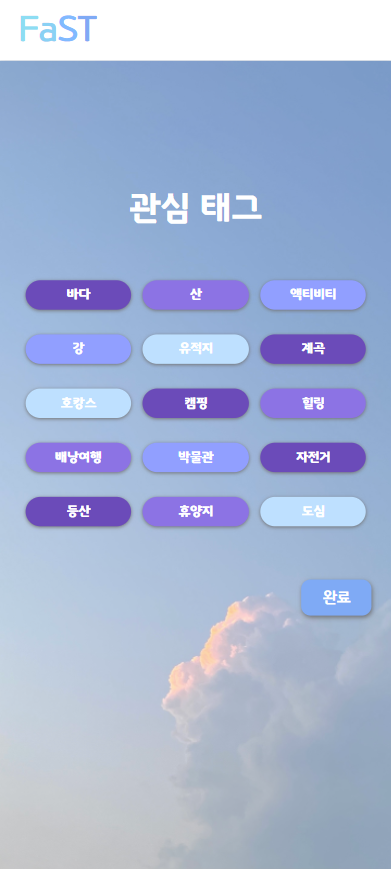 FaST
관심 태그
바다 산 액티비티
강 유적지 계곡
호캉스 캠핑 힐링
배낭여행 박물관 자전거
등산 휴양지 도심
완료